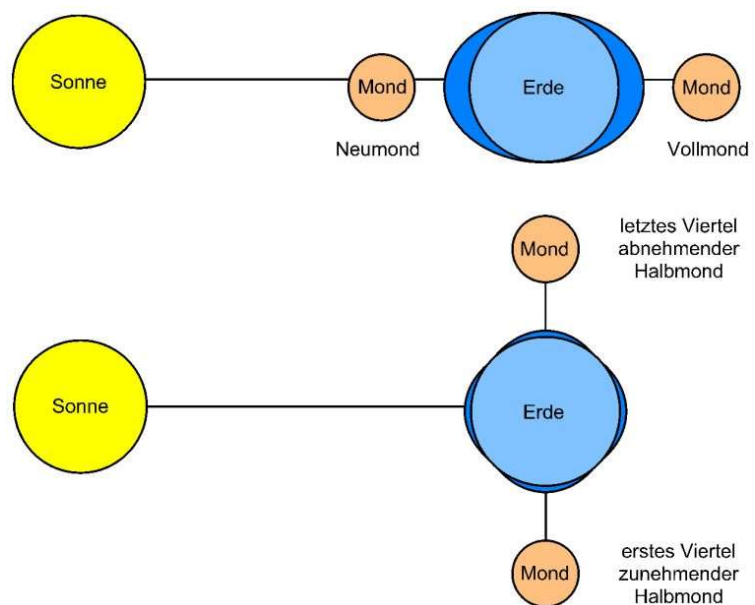 Sonne
Mond
Erde
Mond
Neumond
Vollmond
letztes Viertel
abnehmender
Halbmond
Mond
Sonne
Erde
Mond
erstes Viertel
zunehmender
Halbmond